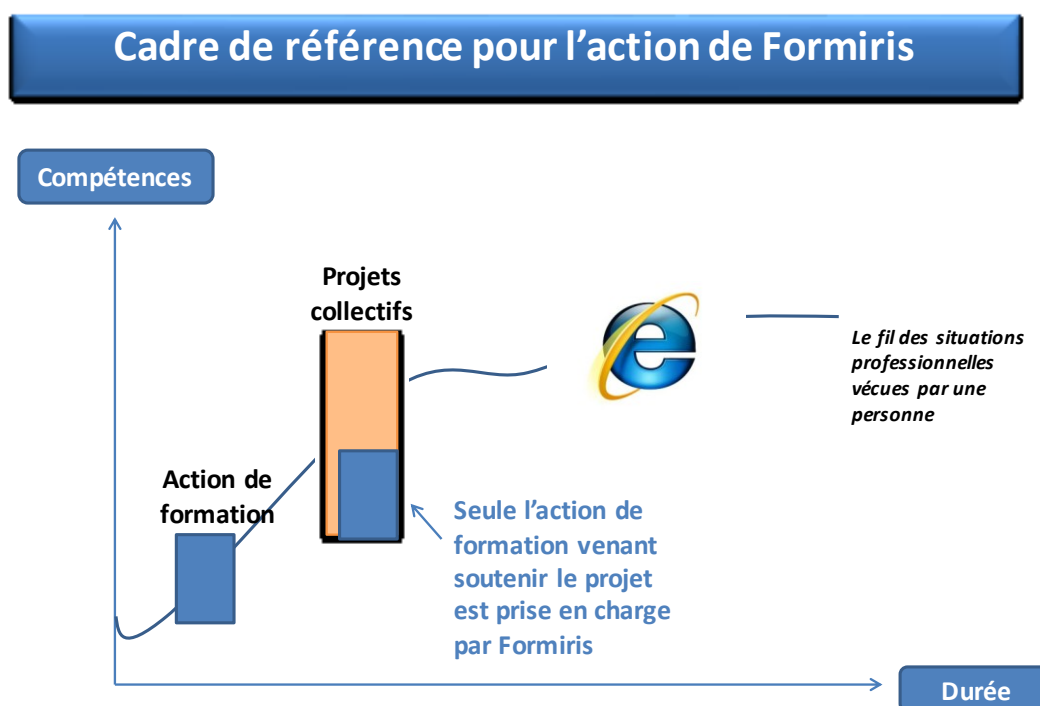 Cadre de référence pour l’action de Formiris
Compétences
Projets
collectifs
Le fil des situations
professionnelles
vécues par une
personne
Action de
formation
Seule l’action de
formation venant
soutenir le projet
est prise en charge
par Formiris
Durée